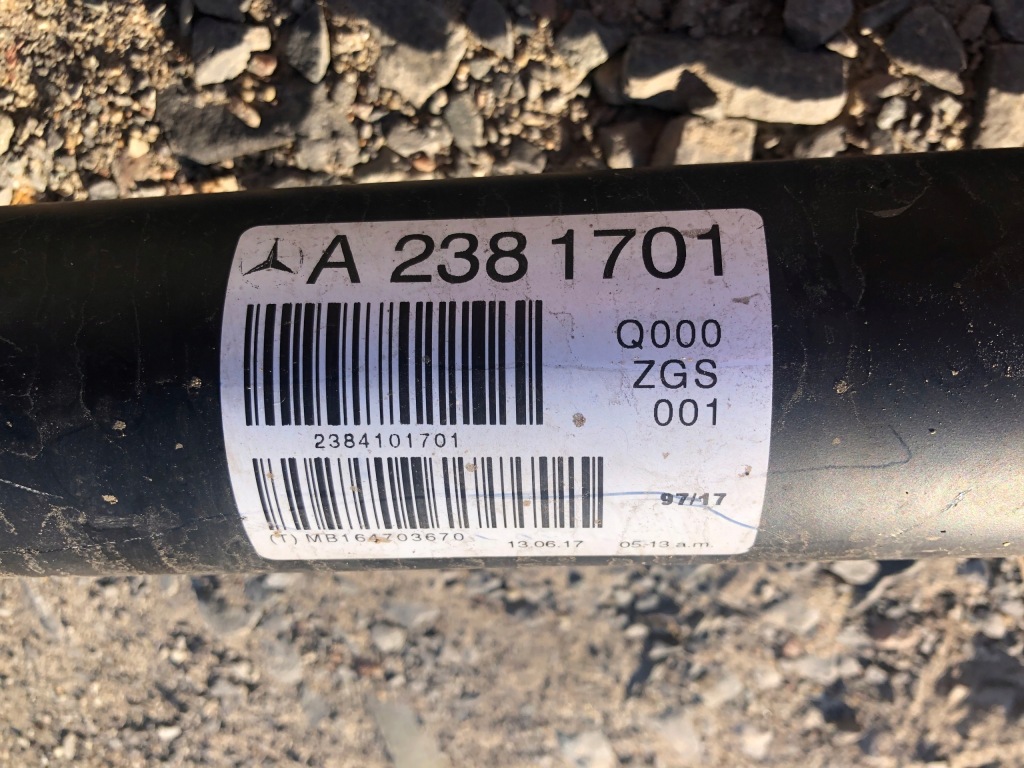 A 238 1701
Q000
ZGS
001
2384101701
97/17
(T) MB164703670 13.06.17 05:13 a.m.